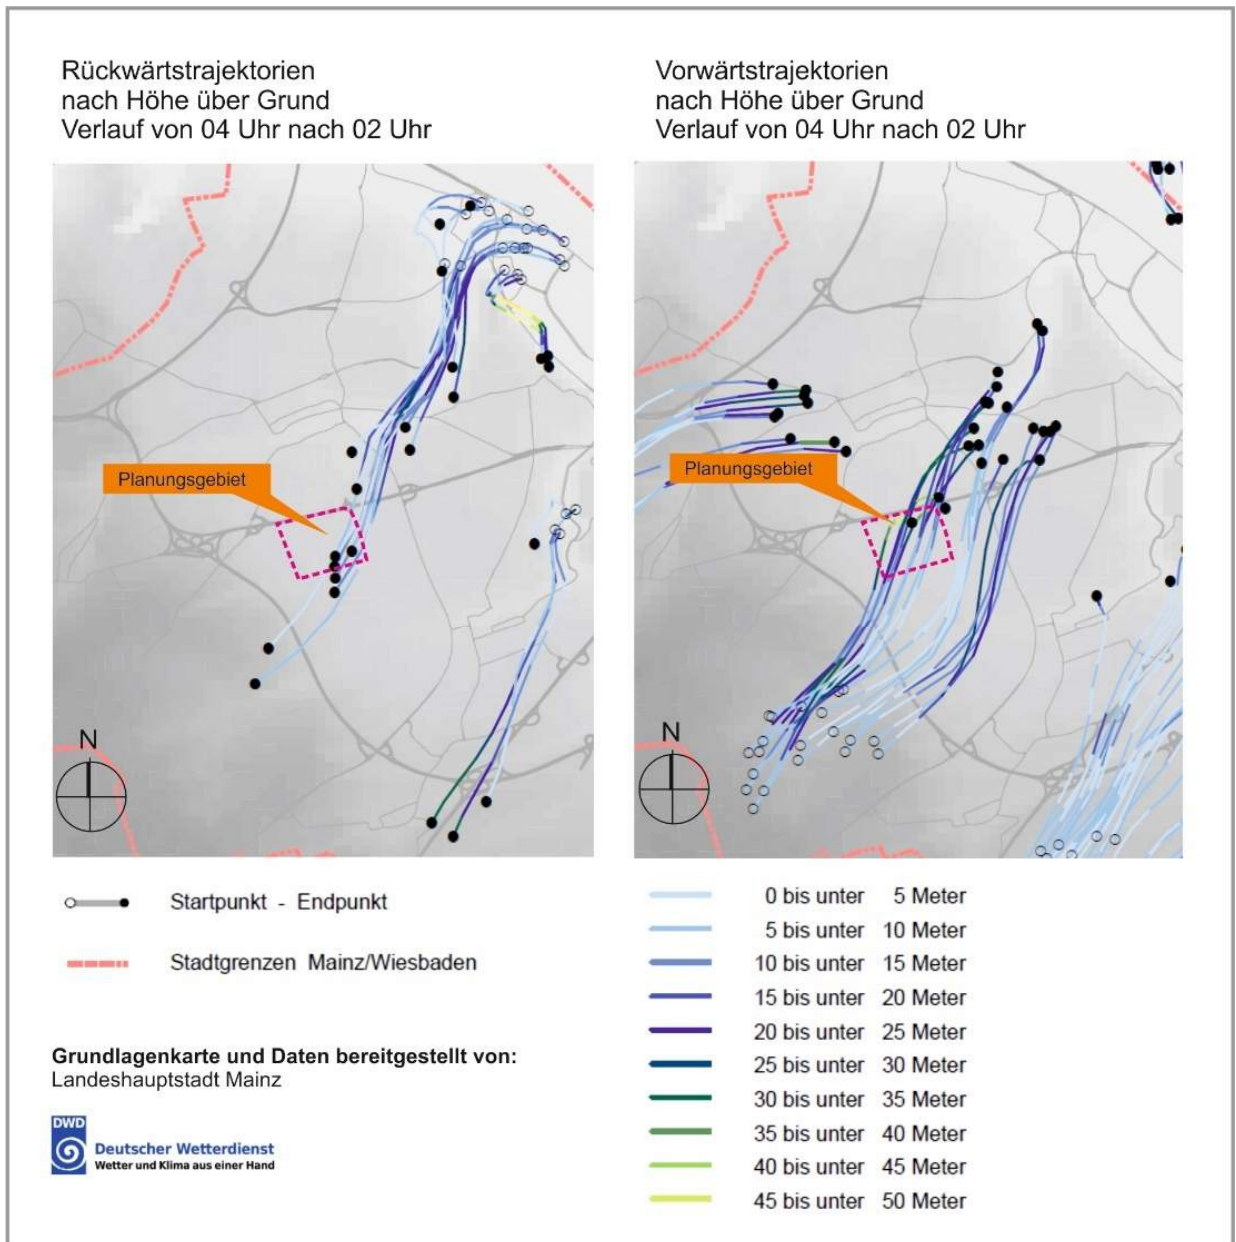 Rückwärtstrajektorien
nach Höhe über Grund
Verlauf von 04 Uhr nach 02 Uhr
Vorwärtstrajektorien
nach Höhe über Grund
Verlauf von 04 Uhr nach 02 Uhr
Planungsgebiet
N
Planungsgebiet
N
Startpunkt - Endpunkt
Stadtgrenzen Mainz/Wiesbaden
Grundlagenkarte und Daten bereitgestellt von:
Landeshauptstadt Mainz
DWD
Deutscher Wetterdienst
Wetter und Klima aus einer Hand
0 bis unter 5 Meter
5 bis unter 10 Meter
10 bis unter 15 Meter
15 bis unter 20 Meter
20 bis unter 25 Meter
25 bis unter 30 Meter
30 bis unter 35 Meter
35 bis unter 40 Meter
40 bis unter 45 Meter
45 bis unter 50 Meter